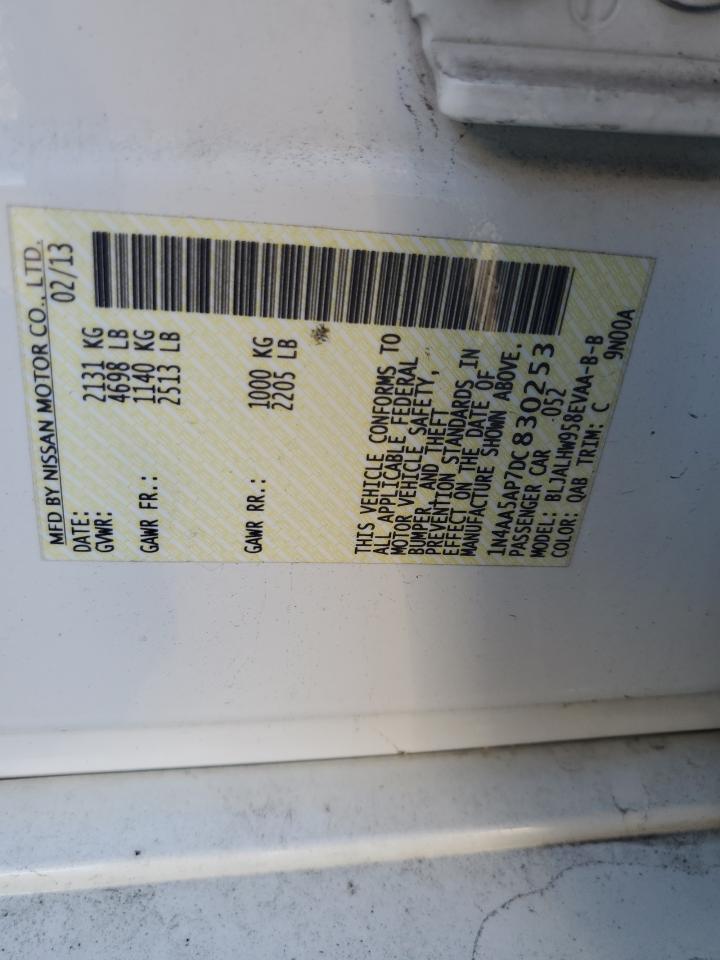 MFD BY NISSAN MOTOR CO., LTD.
DATE: 02/13
GVWR: 2131 KG
4698 LB
GAWR FR.: 1140 KG
2513 LB
GAWR RR.: 1000 KG
2205 LB
THIS VEHICLE CONFORMS TO
ALL APPLICABLE FEDERAL
MOTOR VEHICLE SAFETY,
BUMPER, AND THEFT
PREVENTION STANDARDS IN
EFFECT ON THE DATE OF
MANUFACTURE SHOWN ABOVE.
1N4AA5AP7DC830253
PASSENGER CAR 052
MODEL: BLJALHW958EVAA-B-B
COLOR: QAB TRIM: C 9N00A